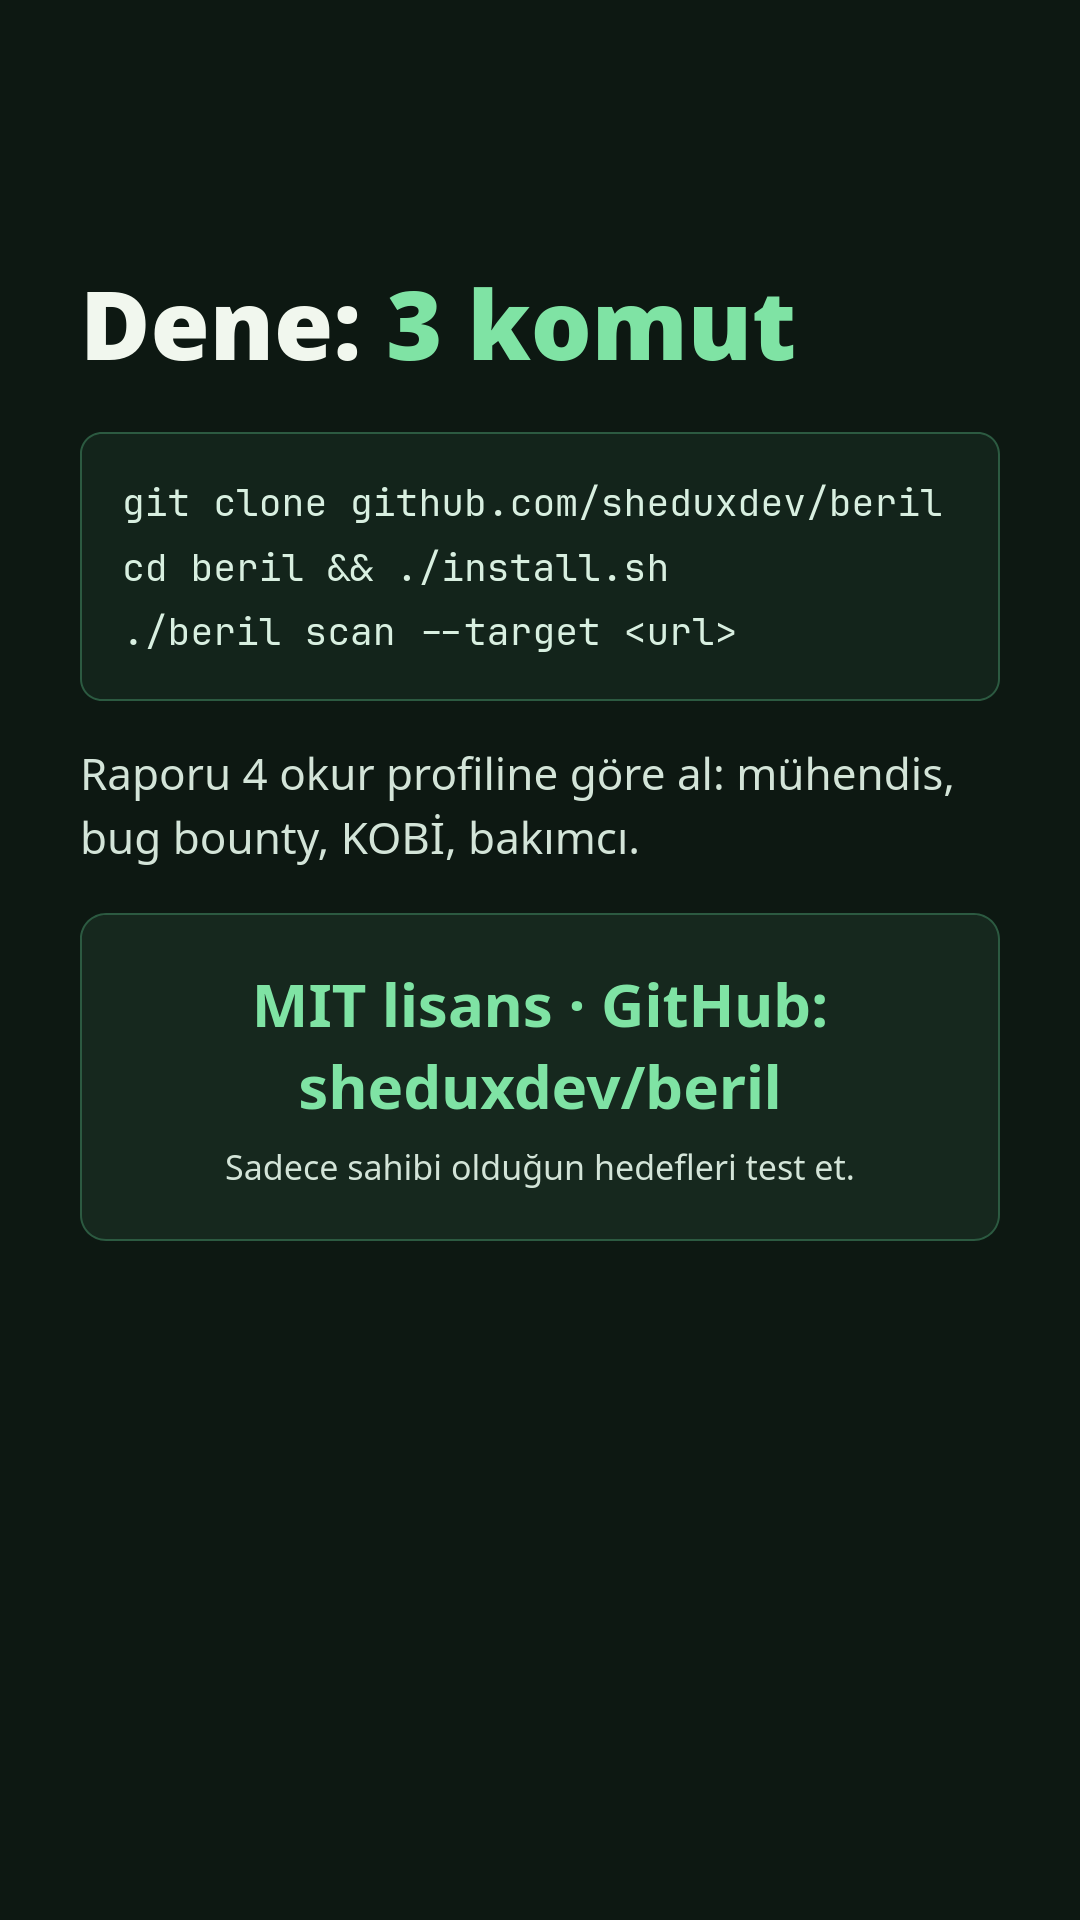 Dene: 3 komut
git clone github.com/sheduxdev/beril
cd beril && ./install.sh
./beril scan --target <url>
Raporu 4 okur profiline göre al: mühendis,
bug bounty, KOBİ, bakımcı.
MIT lisans · GitHub:
sheduxdev/beril
Sadece sahibi olduğun hedefleri test et.